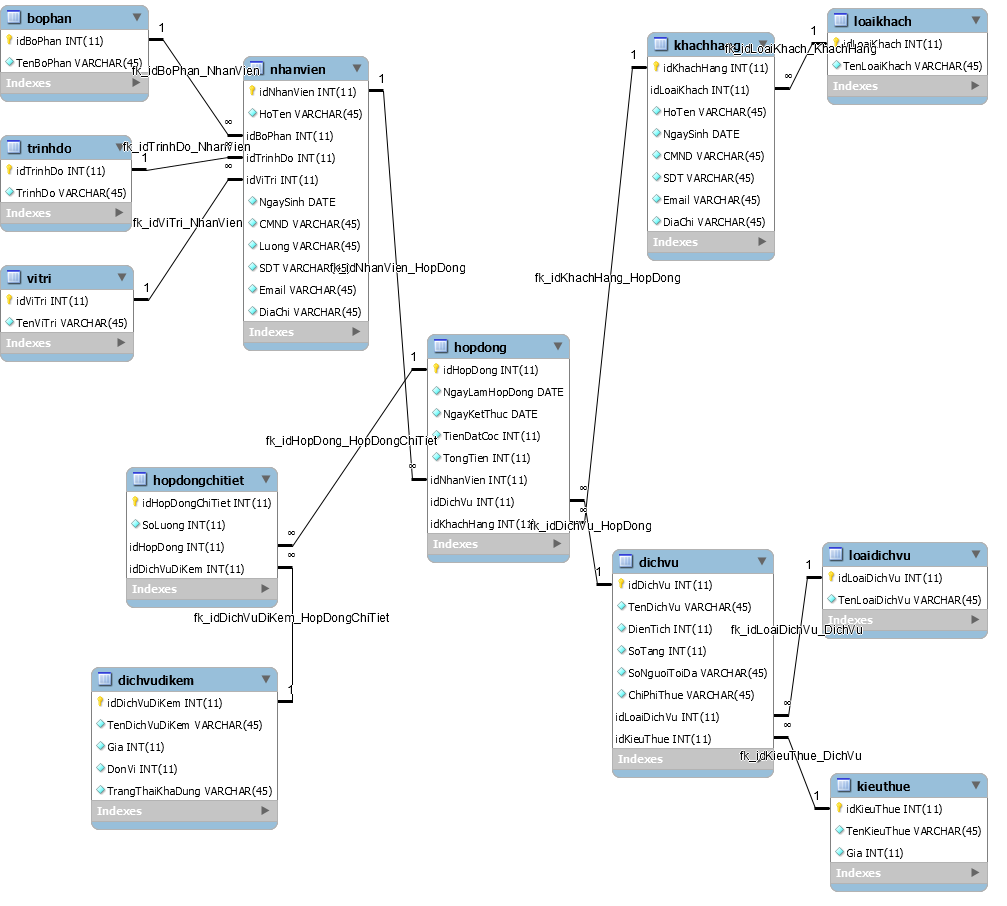 bophan
idBoPhan INT(11)
TenBoPhan VARCHAR(45)
Indexes
1
fk_idBoPhan_NhanVien
∞
trinhdo
idTrinhDo INT(11)
TrinhDo VARCHAR(45)
Indexes
1
fk_idTrinhDo_NhanVien
∞
vitri
idViTri INT(11)
TenViTri VARCHAR(45)
Indexes
1
fk_idViTri_NhanVien
∞
nhanvien
idNhanVien INT(11)
HoTen VARCHAR(45)
idBoPhan INT(11)
idTrinhDo INT(11)
idViTri INT(11)
NgaySinh DATE
CMND VARCHAR(45)
Luong VARCHAR(45)
SDT VARCHAR(45)
Email VARCHAR(45)
DiaChi VARCHAR(45)
Indexes
1
fk_idNhanVien_HopDong
∞
khachhang
idKhachHang INT(11)
idLoaiKhach INT(11)
HoTen VARCHAR(45)
NgaySinh DATE
CMND VARCHAR(45)
SDT VARCHAR(45)
Email VARCHAR(45)
DiaChi VARCHAR(45)
Indexes
1
fk_idKhachHang_HopDong
∞
loaikhach
idLoaiKhach INT(11)
TenLoaiKhach VARCHAR(45)
Indexes
1
fk_idLoaiKhach_KhachHang
∞
hopdong
idHopDong INT(11)
NgayLamHopDong DATE
NgayKetThuc DATE
TienDatCoc INT(11)
TongTien INT(11)
idNhanVien INT(11)
idDichVu INT(11)
idKhachHang INT(11)
Indexes
1
fk_idHopDong_HopDongChiTiet
∞
hopdongchitiet
idHopDongChiTiet INT(11)
SoLuong INT(11)
idHopDong INT(11)
idDichVuDiKem INT(11)
Indexes
∞
fk_idDichVuDiKem_HopDongChiTiet
1
dichvudikem
idDichVuDiKem INT(11)
TenDichVuDiKem VARCHAR(45)
Gia INT(11)
DonVi INT(11)
TrangThaiKhaDung VARCHAR(45)
Indexes
∞
fk_idDichVu_HopDong
1
dichvu
idDichVu INT(11)
TenDichVu VARCHAR(45)
DienTich INT(11)
SoTang INT(11)
SoNguoiToiDa VARCHAR(45)
ChiPhiThue VARCHAR(45)
idLoaiDichVu INT(11)
idKieuThue INT(11)
Indexes
loaidichvu
idLoaiDichVu INT(11)
TenLoaiDichVu VARCHAR(45)
Indexes
1
fk_idLoaiDichVu_DichVu
∞
∞
fk_idKieuThue_DichVu
1
kieuthue
idKieuThue INT(11)
TenKieuThue VARCHAR(45)
Gia INT(11)
Indexes